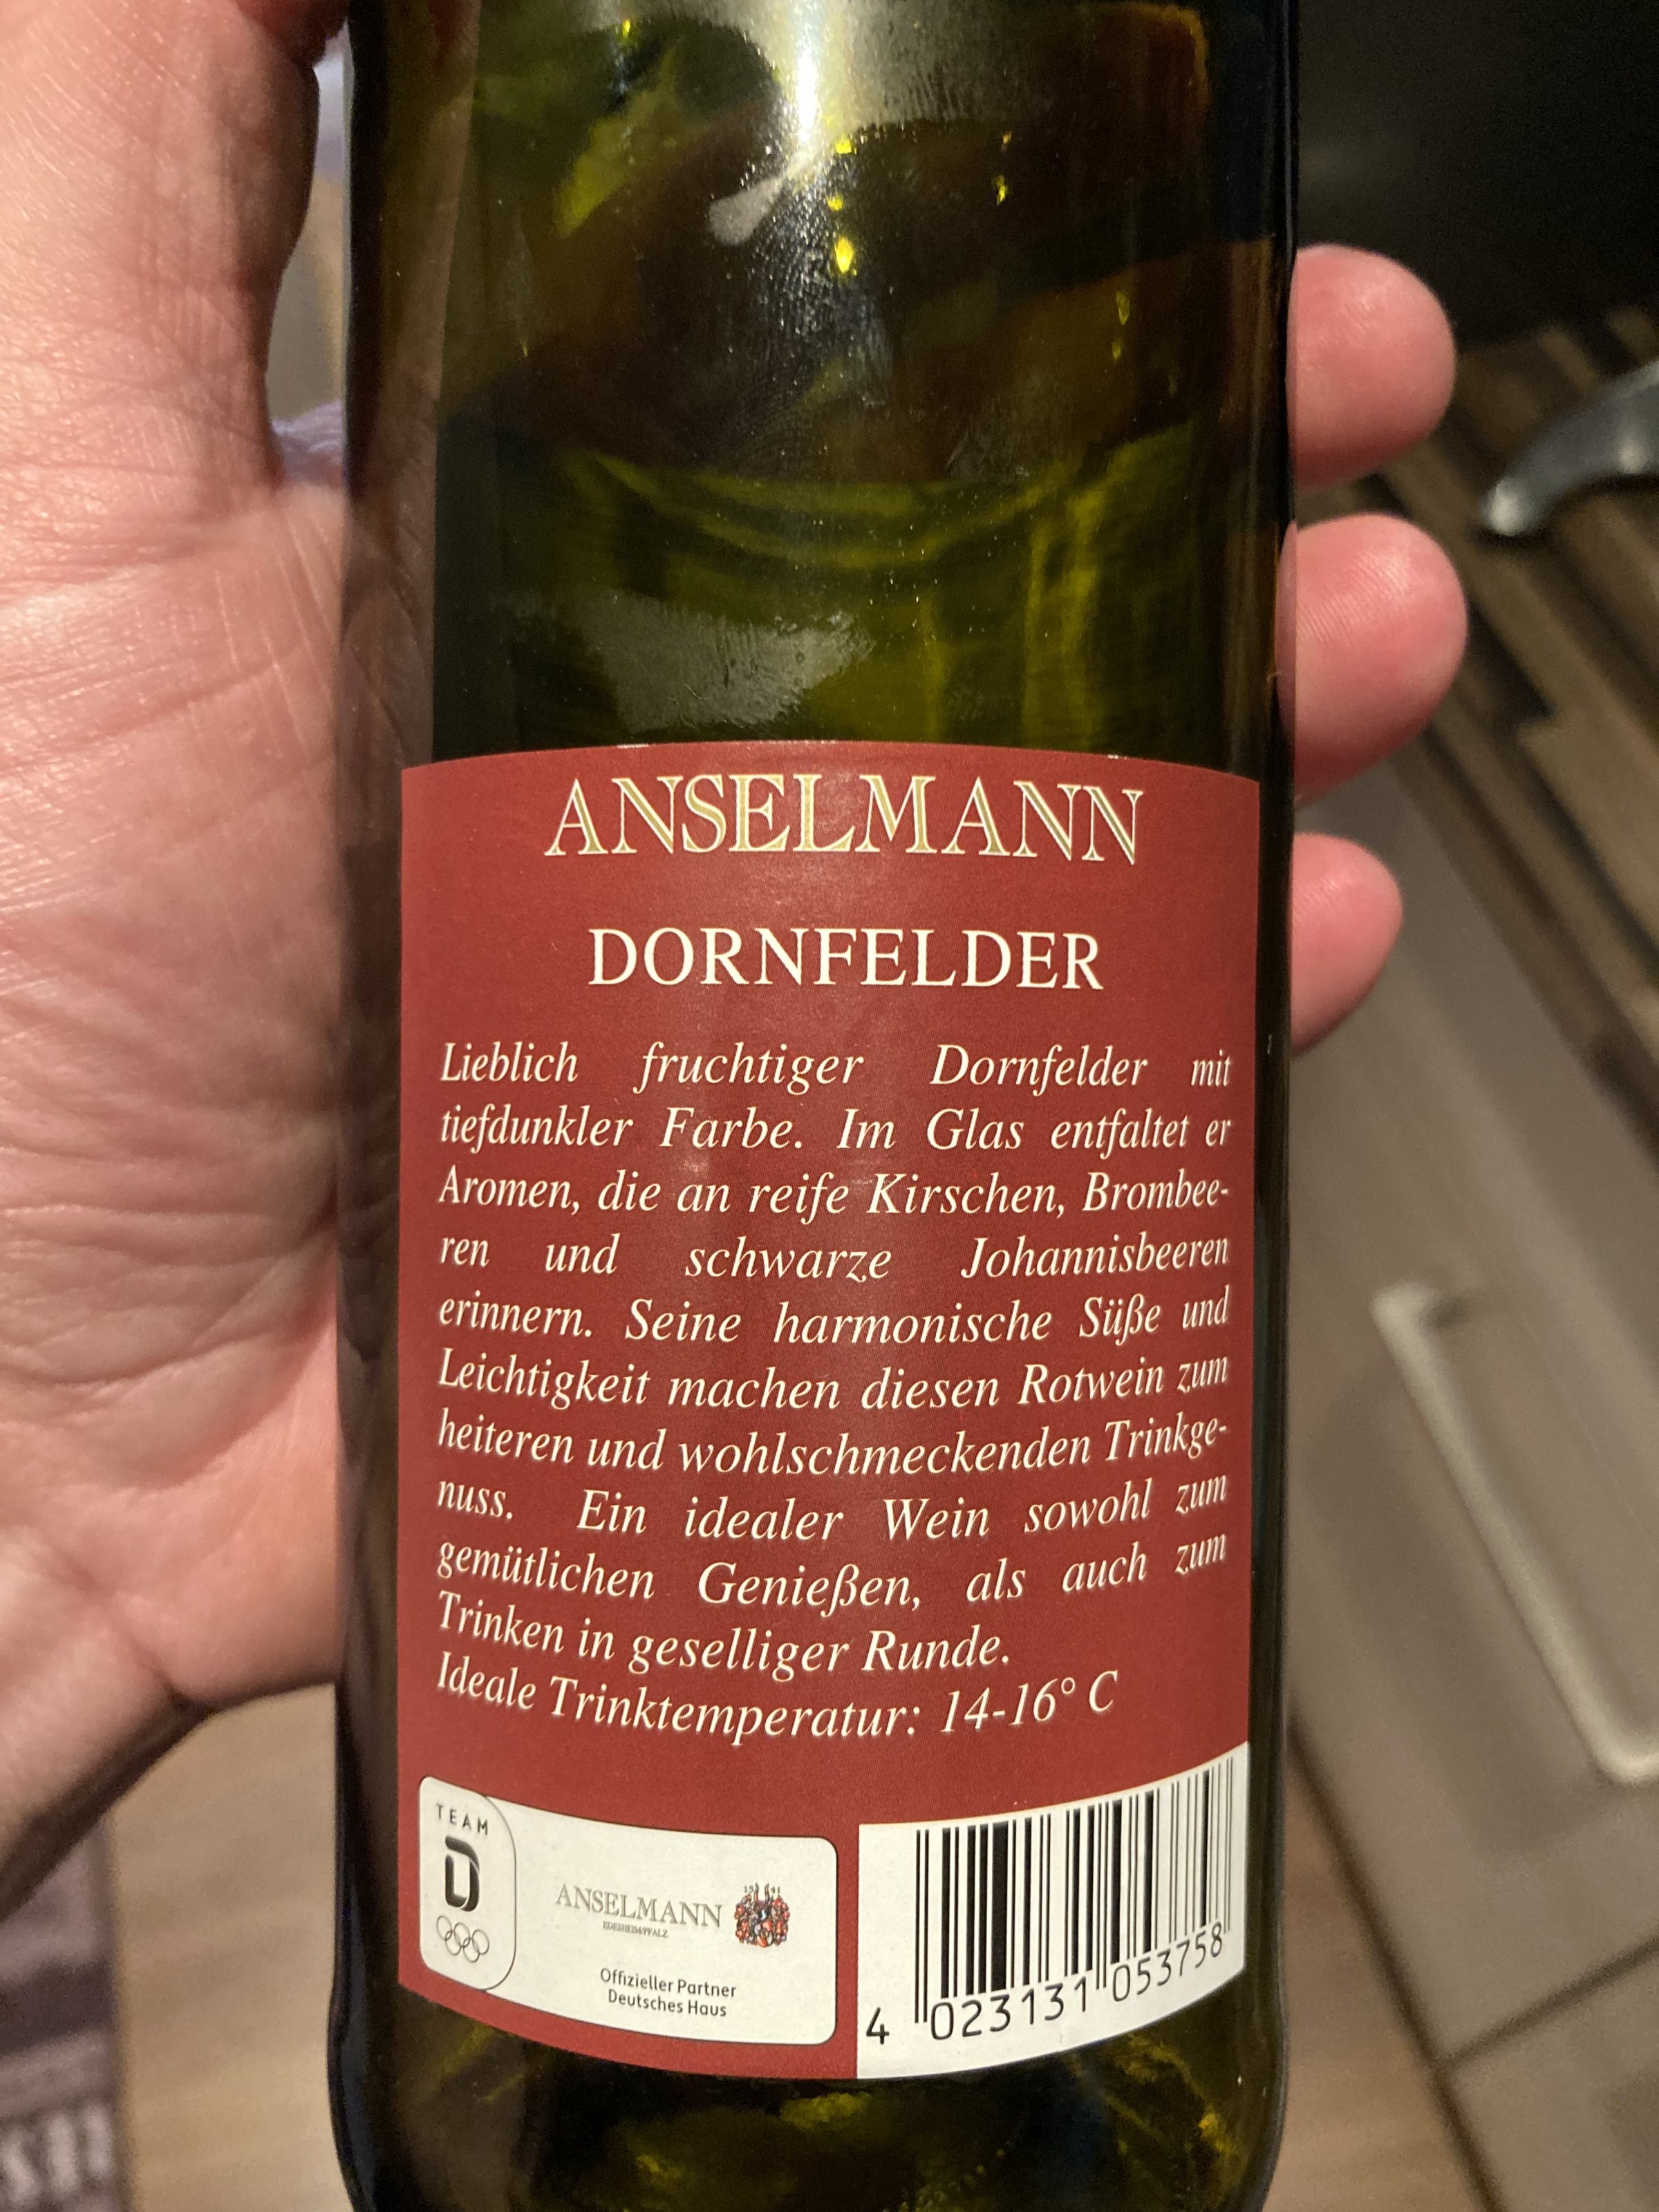 ANSELMANN
DORNFELDER
Lieblich fruchtiger Dornfelder mit
tiefdunkler Farbe. Im Glas entfaltet er
Aromen, die an reife Kirschen, Brombee-
ren und schwarze Johannisbeeren
erinnern. Seine harmonische Süße und
Leichtigkeit machen diesen Rotwein zum
heiteren und wohlschmeckenden Trinkge-
nuss. Ein idealer Wein sowohl zum
gemütlichen Genießen, als auch zum
Trinken in geselliger Runde.
Ideale Trinktemperatur: 14-16° C
TEAM
D
ANSELMANN
EDESHEIM/PFALZ
Offizieller Partner
Deutsches Haus
4 023131 053758